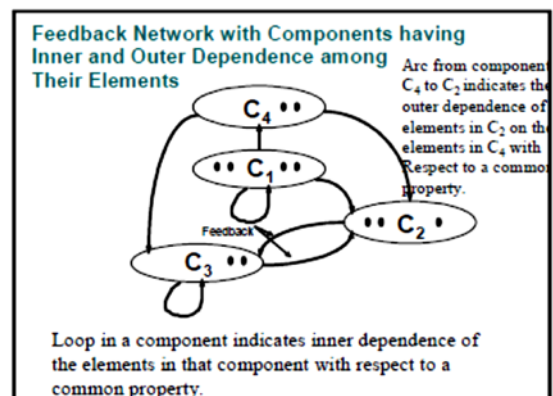 Feedback Network with Components having
Inner and Outer Dependence among
Their Elements
Arc from component
C₄ to C₂ indicates the
outer dependence of
elements in C₂ on the
elements in C₄ with
Respect to a common
property.
C₄
C₁
C₂
Feedback
C₃
Loop in a component indicates inner dependence of
the elements in that component with respect to a
common property.